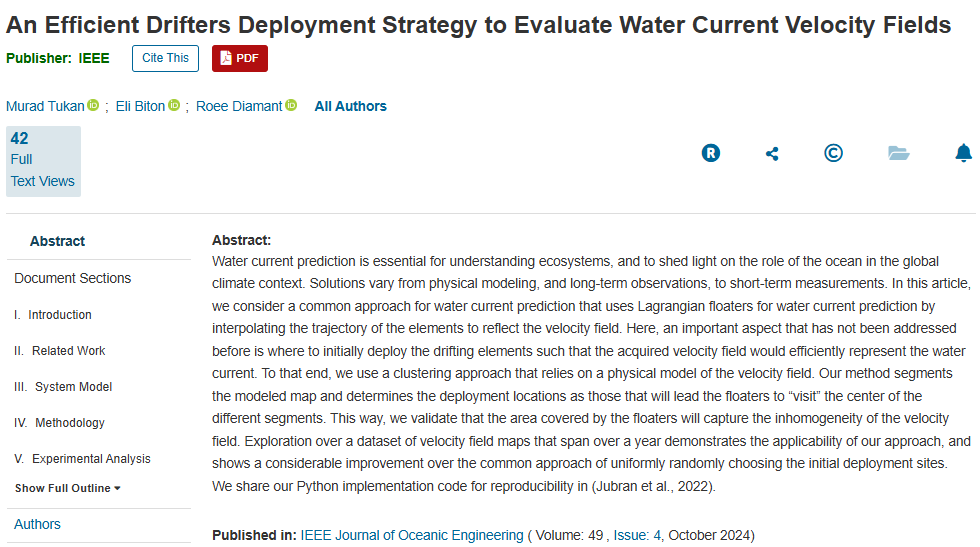 An Efficient Drifters Deployment Strategy to Evaluate Water Current Velocity Fields
Publisher: IEEE
Cite This
PDF
Murad Tukan ; Eli Biton ; Roee Diamant All Authors
42
Full
Text Views
Abstract
Document Sections
I. Introduction
II. Related Work
III. System Model
IV. Methodology
V. Experimental Analysis
Show Full Outline
Authors
Abstract:
Water current prediction is essential for understanding ecosystems, and to shed light on the role of the ocean in the global
climate context. Solutions vary from physical modeling, and long-term observations, to short-term measurements. In this article,
we consider a common approach for water current prediction that uses Lagrangian floaters for water current prediction by
interpolating the trajectory of the elements to reflect the velocity field. Here, an important aspect that has not been addressed
before is where to initially deploy the drifting elements such that the acquired velocity field would efficiently represent the water
current. To that end, we use a clustering approach that relies on a physical model of the velocity field. Our method segments
the modeled map and determines the deployment locations as those that will lead the floaters to “visit” the center of the
different segments. This way, we validate that the area covered by the floaters will capture the inhomogeneity of the velocity
field. Exploration over a dataset of velocity field maps that span over a year demonstrates the applicability of our approach, and
shows a considerable improvement over the common approach of uniformly randomly choosing the initial deployment sites.
We share our Python implementation code for reproducibility in (Jubran et al., 2022).
Published in: IEEE Journal of Oceanic Engineering ( Volume: 49 , Issue: 4, October 2024)